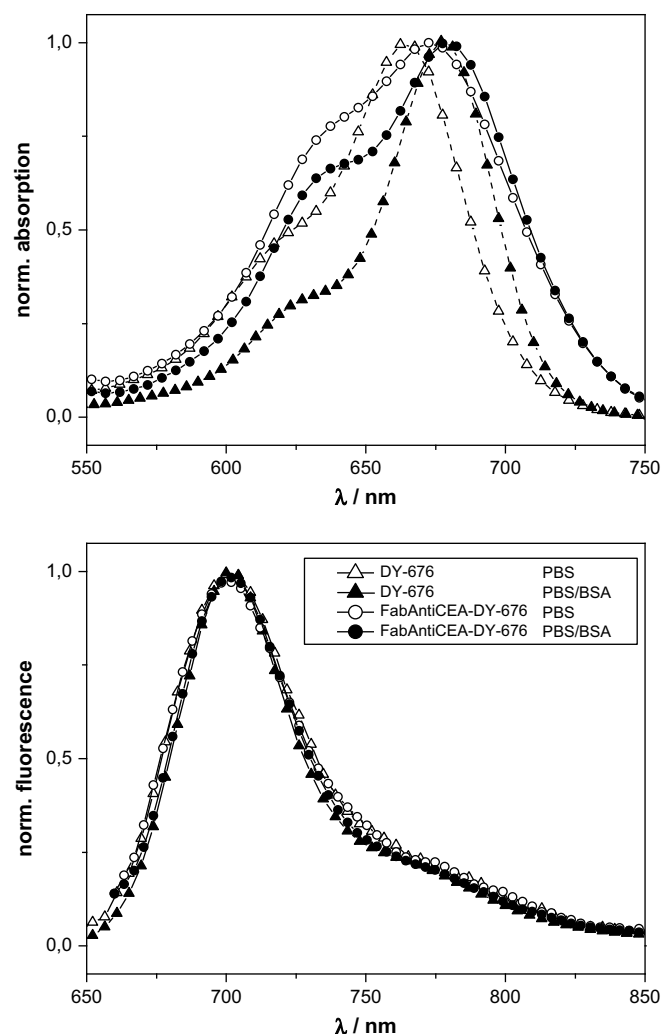 1,0
0,5
0,0
norm. absorption
550 600 650 700 750
λ / nm
1,0
0,5
0,0
norm. fluorescence
DY-676 PBS
DY-676 PBS/BSA
FabAntiCEA-DY-676 PBS
FabAntiCEA-DY-676 PBS/BSA
650 700 750 800 850
λ / nm